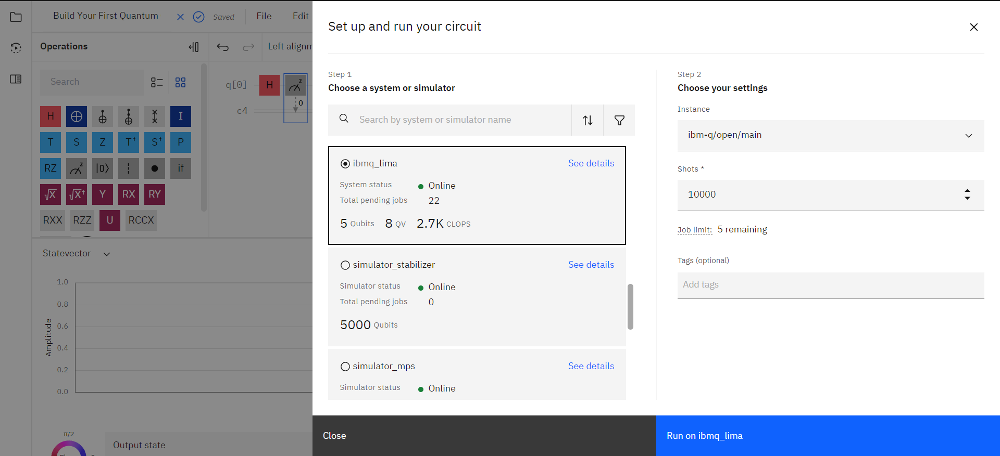 Build Your First Quantum
Saved
File
Edit
Operations
Left alignm
Search
H
I
T S Z T† S† P
RZ z |0⟩ if
√X √X† Y RX RY
RXX RZZ U RCCX
q[0] H z
0
c4
Statevector
1.0
0.8
0.6
0.4
0.2
0.0
Amplitude
π/2
Output state
Set up and run your circuit
Step 1
Choose a system or simulator
Search by system or simulator name
ibmq_lima See details
System status Online
Total pending jobs 22
5 Qubits 8 QV 2.7K CLOPS
simulator_stabilizer See details
Simulator status Online
Total pending jobs 0
5000 Qubits
simulator_mps See details
Simulator status Online
Step 2
Choose your settings
Instance
ibm-q/open/main
Shots *
10000
Job limit: 5 remaining
Tags (optional)
Add tags
Close
Run on ibmq_lima